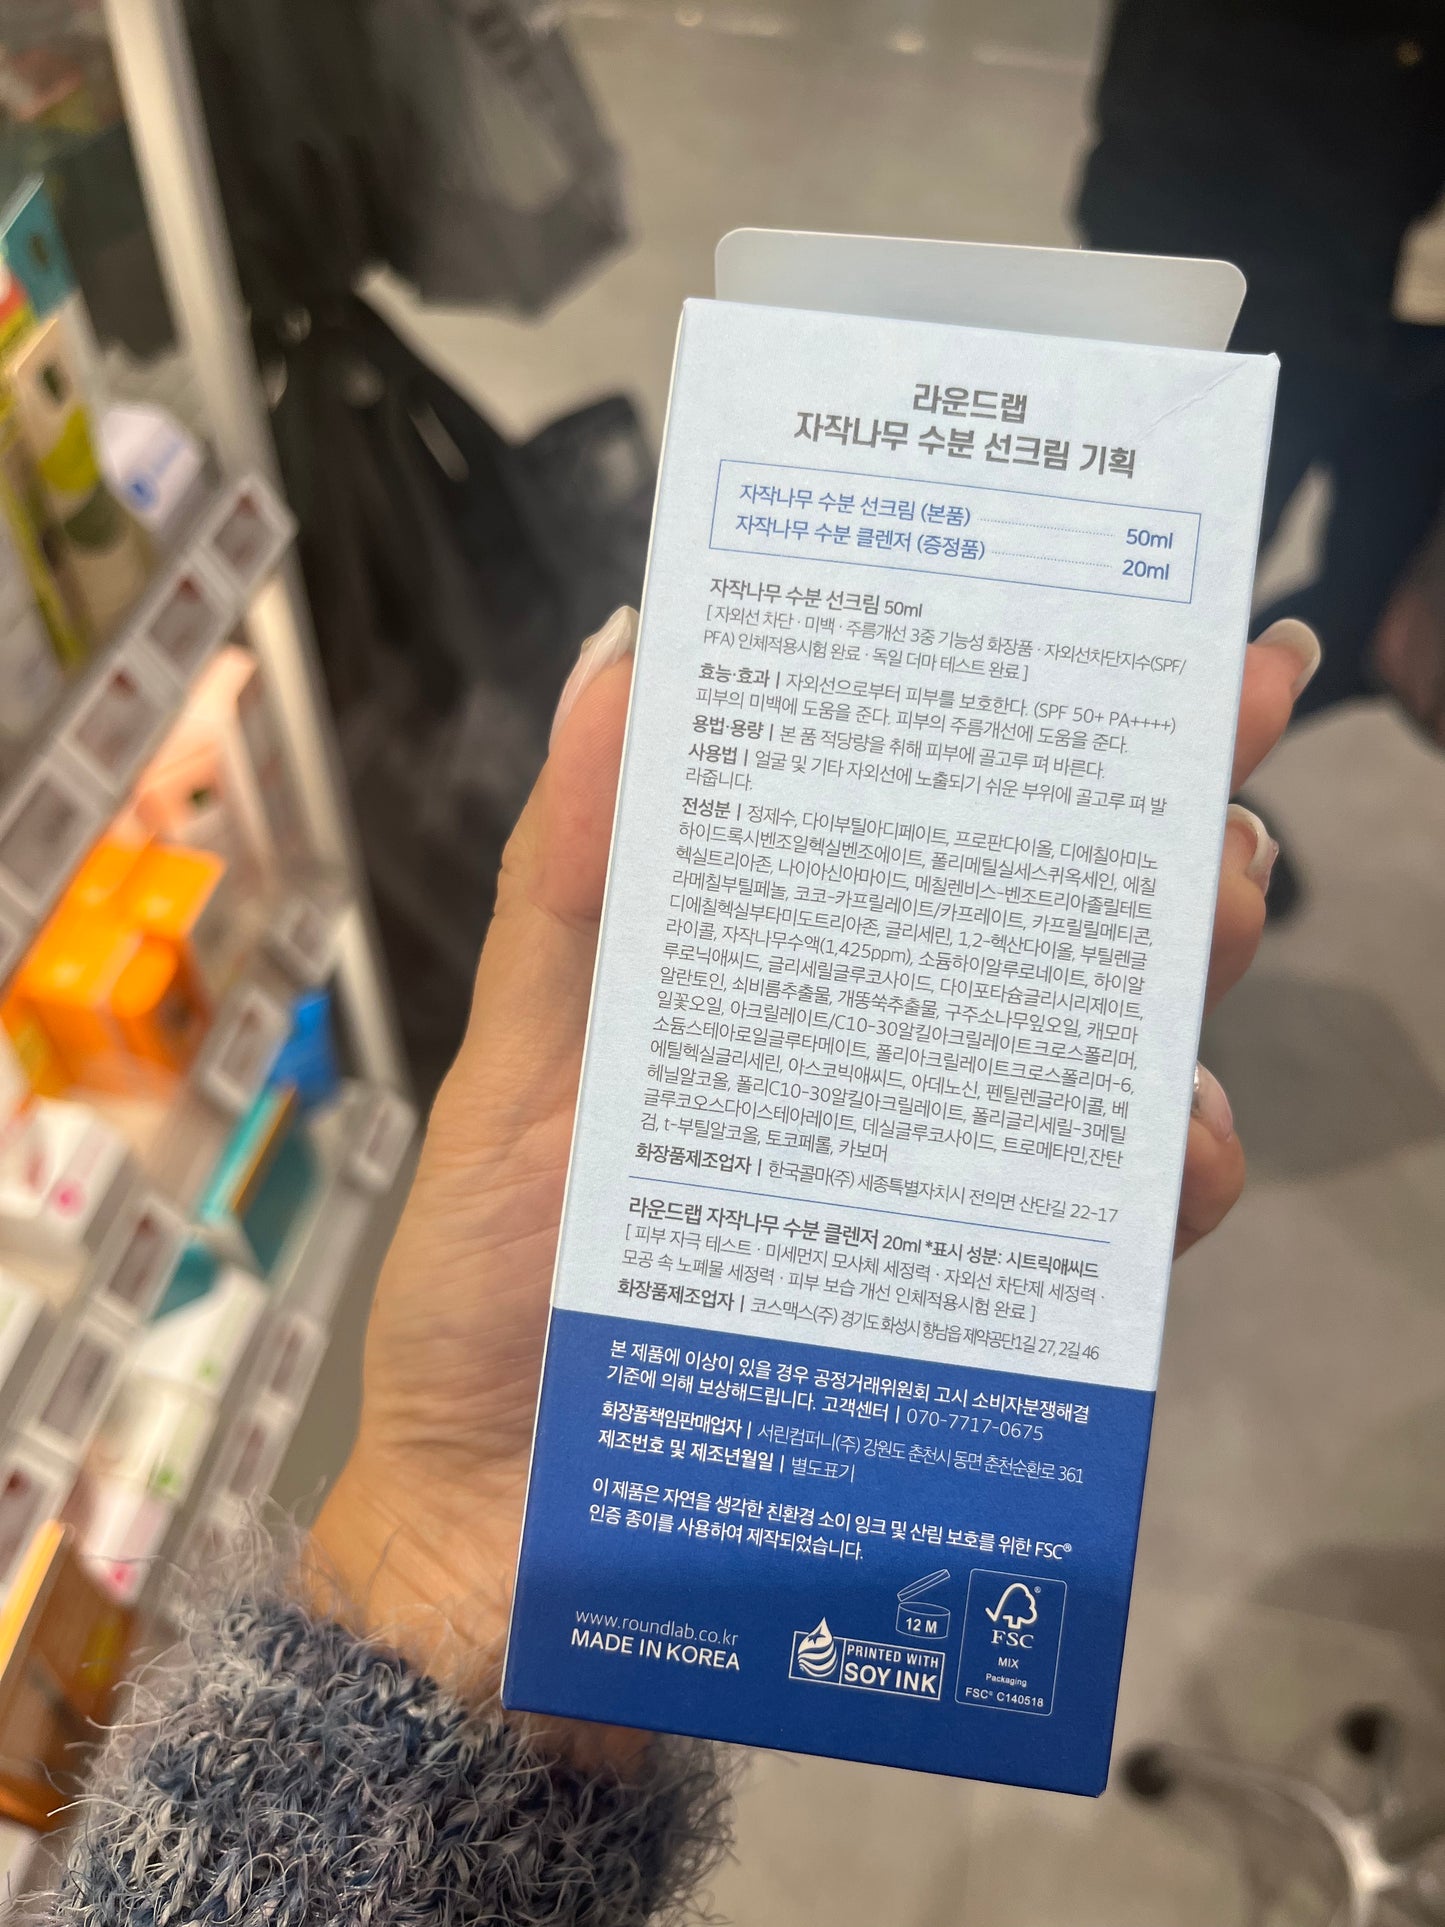 라운드랩
자작나무 수분 선크림 기획
자작나무 수분 선크림 (본품) 50ml
자작나무 수분 클렌저 (증정품) 20ml
자작나무 수분 선크림 50ml
[ 자외선 차단 · 미백 · 주름개선 3중 기능성 화장품 · 자외선차단지수(SPF/
PFA) 인체적용시험 완료 · 독일 더마 테스트 완료 ]
효능·효과 | 자외선으로부터 피부를 보호한다. (SPF 50+ PA++++)
피부의 미백에 도움을 준다. 피부의 주름개선에 도움을 준다.
용법·용량 | 본 품 적당량을 취해 피부에 골고루 펴 바른다.
사용법 | 얼굴 및 기타 자외선에 노출되기 쉬운 부위에 골고루 펴 발
라줍니다.
전성분 | 정제수, 다이부틸아디페이트, 프로판다이올, 디에칠아미노
하이드록시벤조일헥실벤조에이트, 폴리메틸실세스퀴옥세인, 에칠
헥실트리아존, 나이아신아마이드, 메칠렌비스-벤조트리아졸릴테트
라메칠부틸페놀, 코코-카프릴레이트/카프레이트, 카프릴릴메티콘,
디에칠헥실부타미도트리아존, 글리세린, 1,2-헥산다이올, 부틸렌글
라이콜, 자작나무수액(1,425ppm), 소듐하이알루로네이트, 하이알
루로닉애씨드, 글리세릴글루코사이드, 다이포타슘글리시리제이트,
알란토인, 쇠비름추출물, 개똥쑥추출물, 구주소나무잎오일, 캐모마
일꽃오일, 아크릴레이트/C10-30알킬아크릴레이트크로스폴리머,
소듐스테아로일글루타메이트, 폴리아크릴레이트크로스폴리머-6,
에틸헥실글리세린, 아스코빅애씨드, 아데노신, 펜틸렌글라이콜, 베
헤닐알코올, 폴리C10-30알킬아크릴레이트, 폴리글리세릴-3메틸
글루코오스다이스테아레이트, 데실글루코사이드, 트로메타민,잔탄
검, t-부틸알코올, 토코페롤, 카보머
화장품제조업자 | 한국콜마(주) 세종특별자치시 전의면 산단길 22-17
라운드랩 자작나무 수분 클렌저 20ml *표시 성분: 시트릭애씨드
[ 피부 자극 테스트 · 미세먼지 모사체 세정력 · 자외선 차단제 세정력 ·
모공 속 노폐물 세정력 · 피부 보습 개선 인체적용시험 완료 ]
화장품제조업자 | 코스맥스(주) 경기도 화성시 향남읍 제약공단1길 27, 2길 46
본 제품에 이상이 있을 경우 공정거래위원회 고시 소비자분쟁해결
기준에 의해 보상해드립니다. 고객센터 | 070-7717-0675
화장품책임판매업자 | 서린컴퍼니(주) 강원도 춘천시 동면 춘천순환로 361
제조번호 및 제조년월일 | 별도표기
이 제품은 자연을 생각한 친환경 소이 잉크 및 산림 보호를 위한 FSC®
인증 종이를 사용하여 제작되었습니다.
www.roundlab.co.kr
MADE IN KOREA
PRINTED WITH
SOY INK
12 M
FSC
MIX
Packaging
FSC® C140518